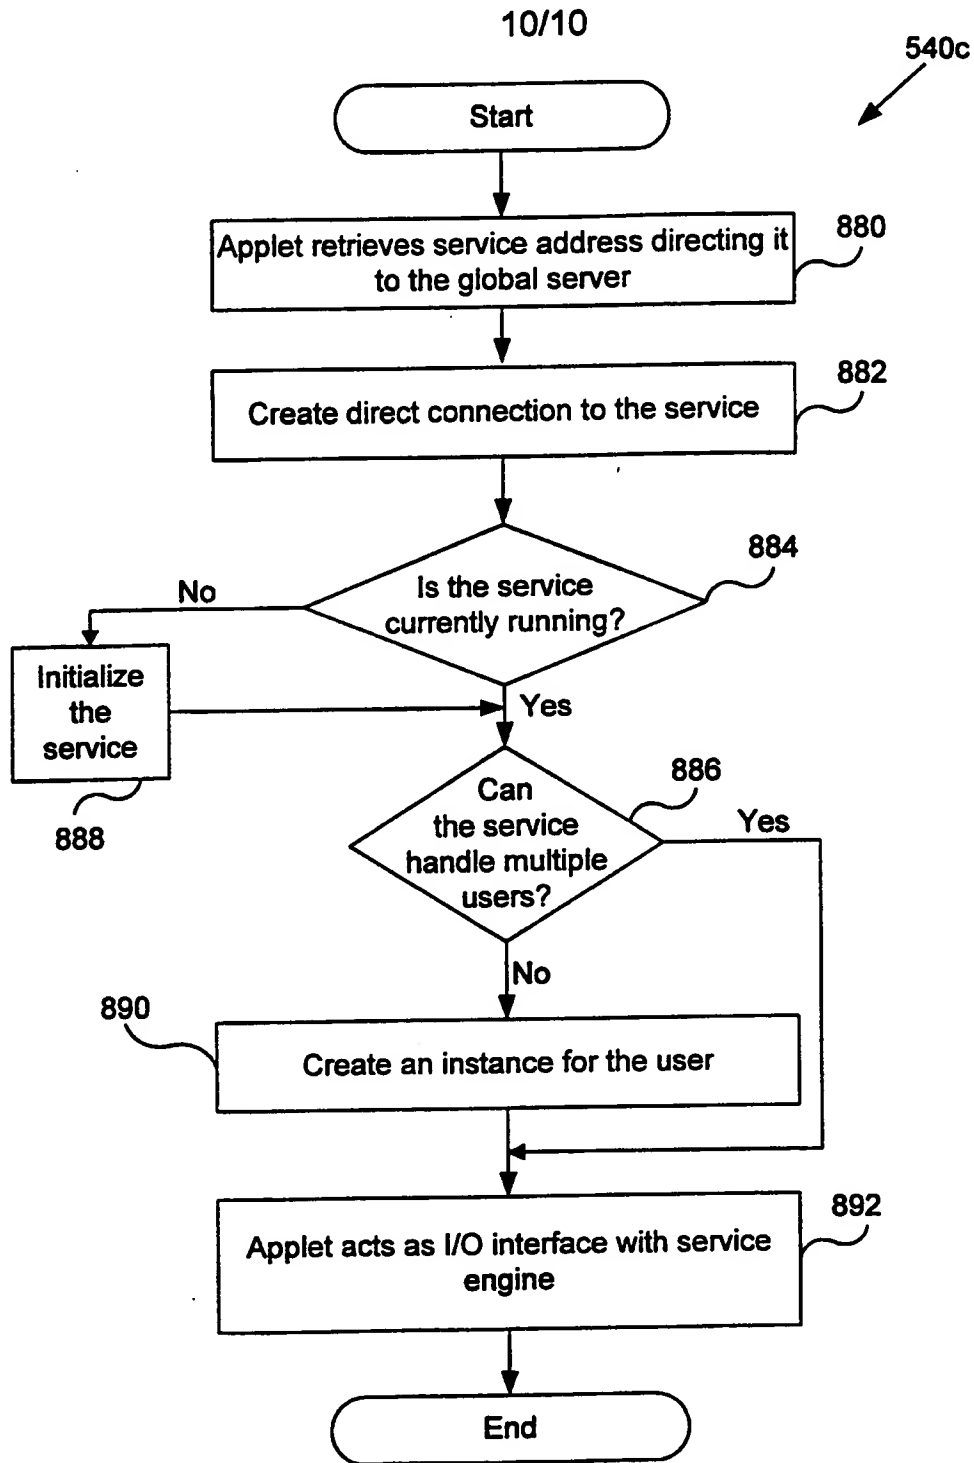 10/10
540c
Start
Applet retrieves service address directing it
to the global server
880
Create direct connection to the service
882
Is the service
currently running?
884
No
Initialize
the
service
888
Yes
Can
the service
handle multiple
users?
886
Yes
No
890
Create an instance for the user
Applet acts as I/O interface with service
engine
892
End